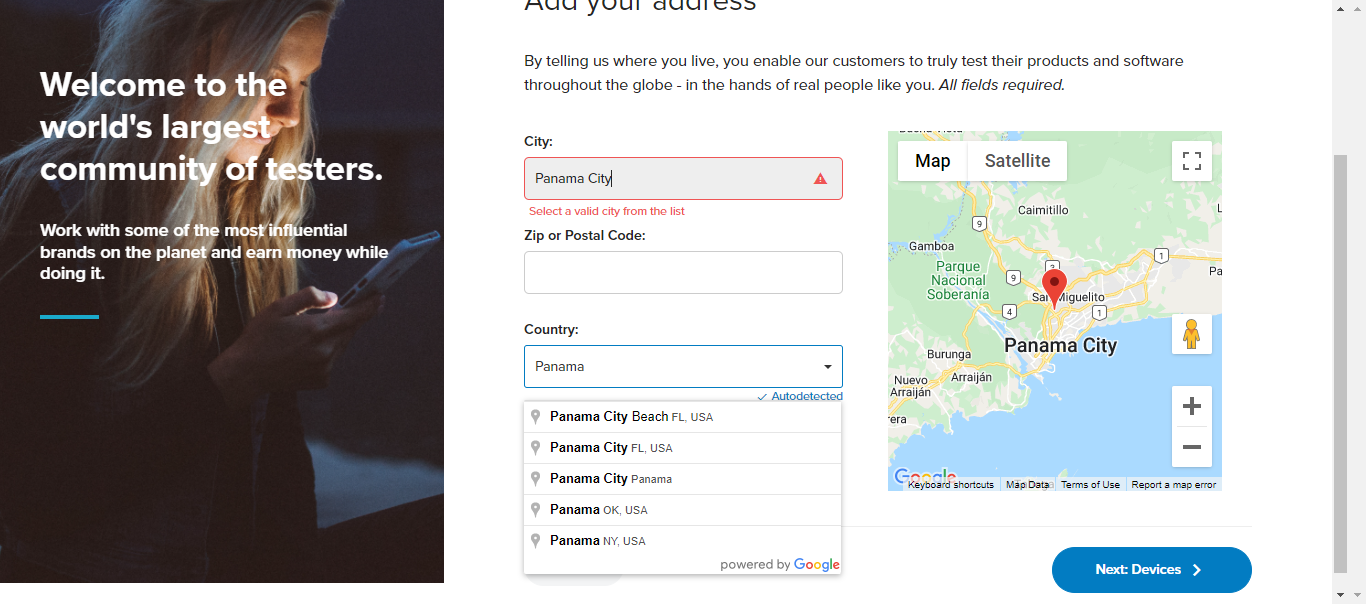 Add your address
Welcome to the
world's largest
community of testers.
Work with some of the most influential
brands on the planet and earn money while
doing it.
By telling us where you live, you enable our customers to truly test their products and software
throughout the globe - in the hands of real people like you. All fields required.
City:
Panama City
Select a valid city from the list
Zip or Postal Code:
Country:
Panama
Autodetected
Panama City Beach FL, USA
Panama City FL, USA
Panama City Panama
Panama OK, USA
Panama NY, USA
powered by Google
Map
Satellite
Caimitillo
9
Gamboa
1
Parque
Nacional
Soberanía
9
San Miguelito
4
1
Panama City
Burunga
Arraiján
Nuevo
Arraiján
Google
Keyboard shortcuts
Map Data
Terms of Use
Report a map error
Next: Devices